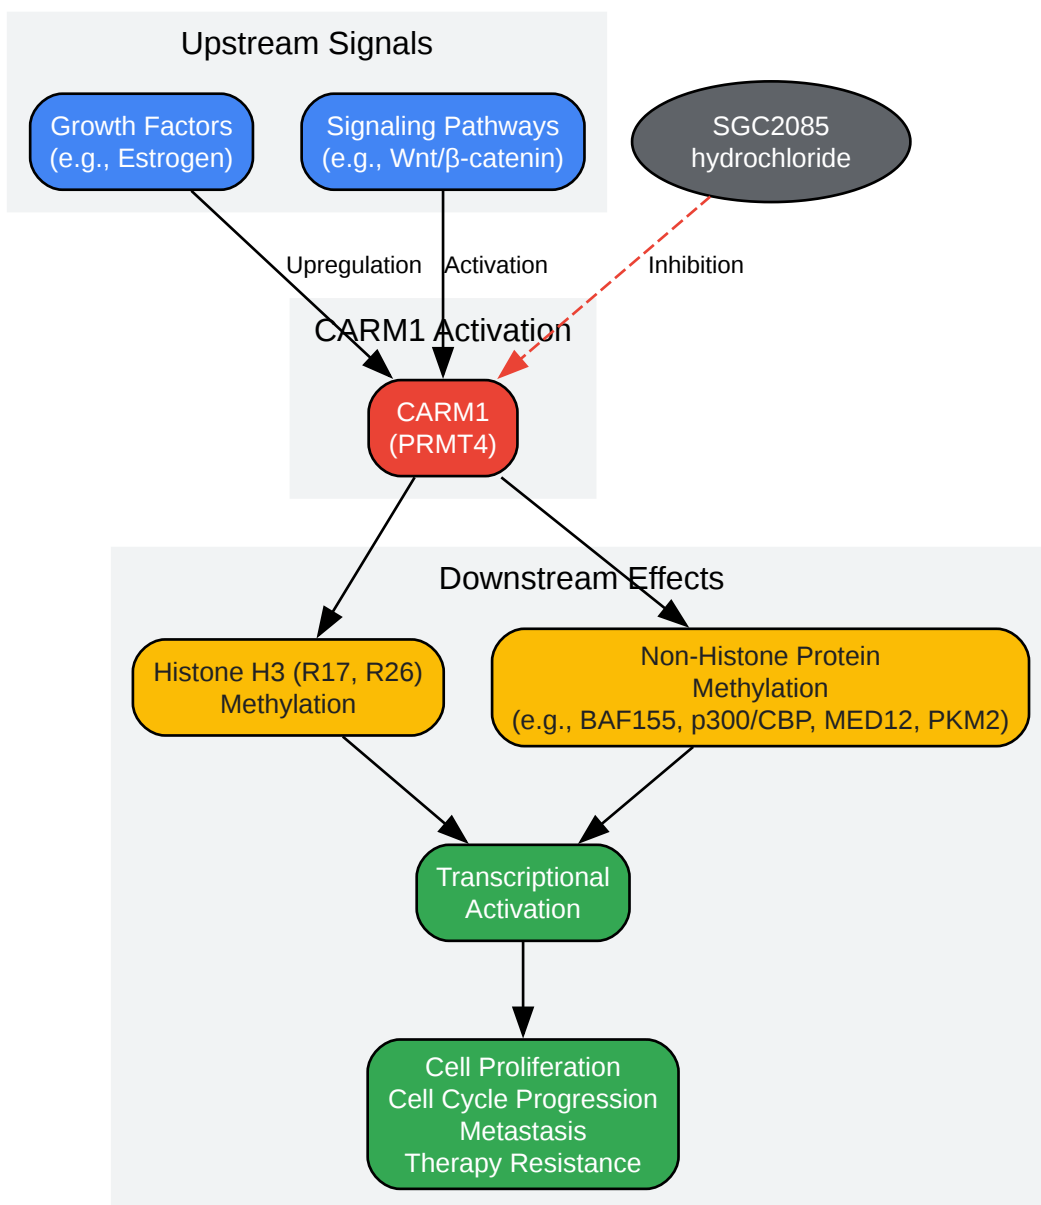 Upstream Signals
Growth Factors
(e.g., Estrogen)
Signaling Pathways
(e.g., Wnt/β-catenin)
SGC2085
hydrochloride
Upregulation
Activation
Inhibition
CARM1 Activation
CARM1
(PRMT4)
Downstream Effects
Histone H3 (R17, R26)
Methylation
Non-Histone Protein
Methylation
(e.g., BAF155, p300/CBP, MED12, PKM2)
Transcriptional
Activation
Cell Proliferation
Cell Cycle Progression
Metastasis
Therapy Resistance